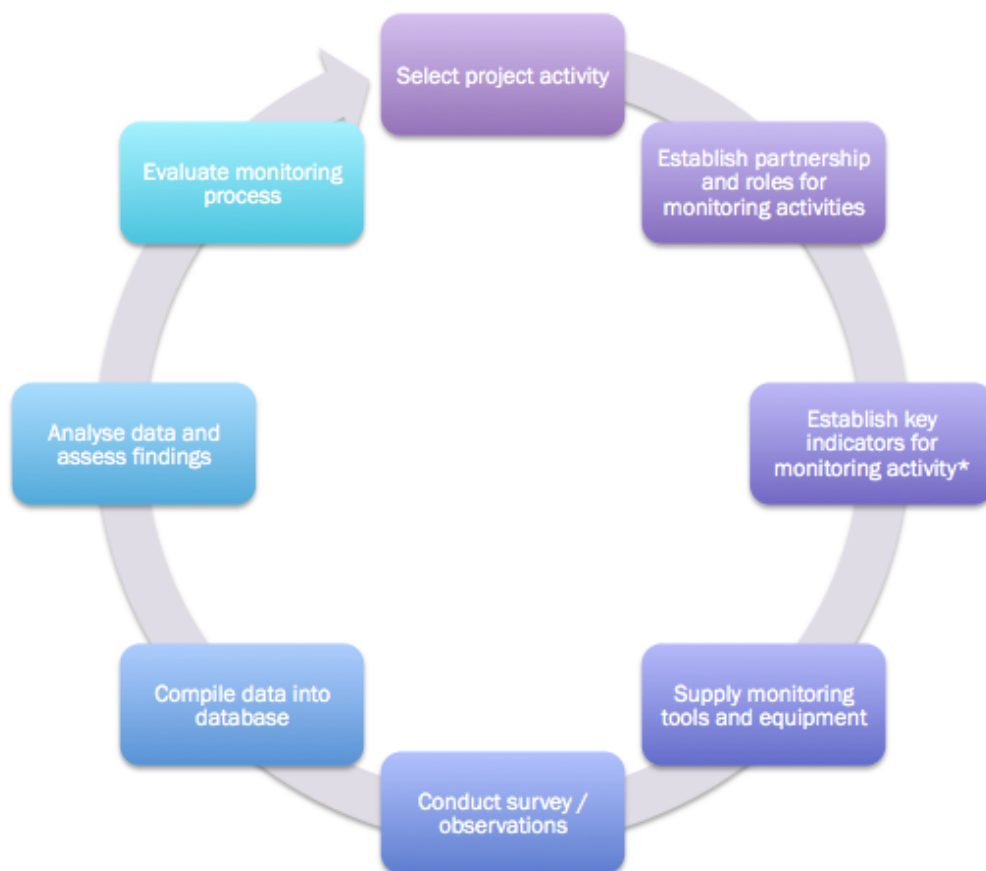 Select project activity
Establish partnership
and roles for
monitoring activities
Establish key
indicators for
monitoring activity*
Supply monitoring
tools and equipment
Conduct survey /
observations
Compile data into
database
Analyse data and
assess findings
Evaluate monitoring
process